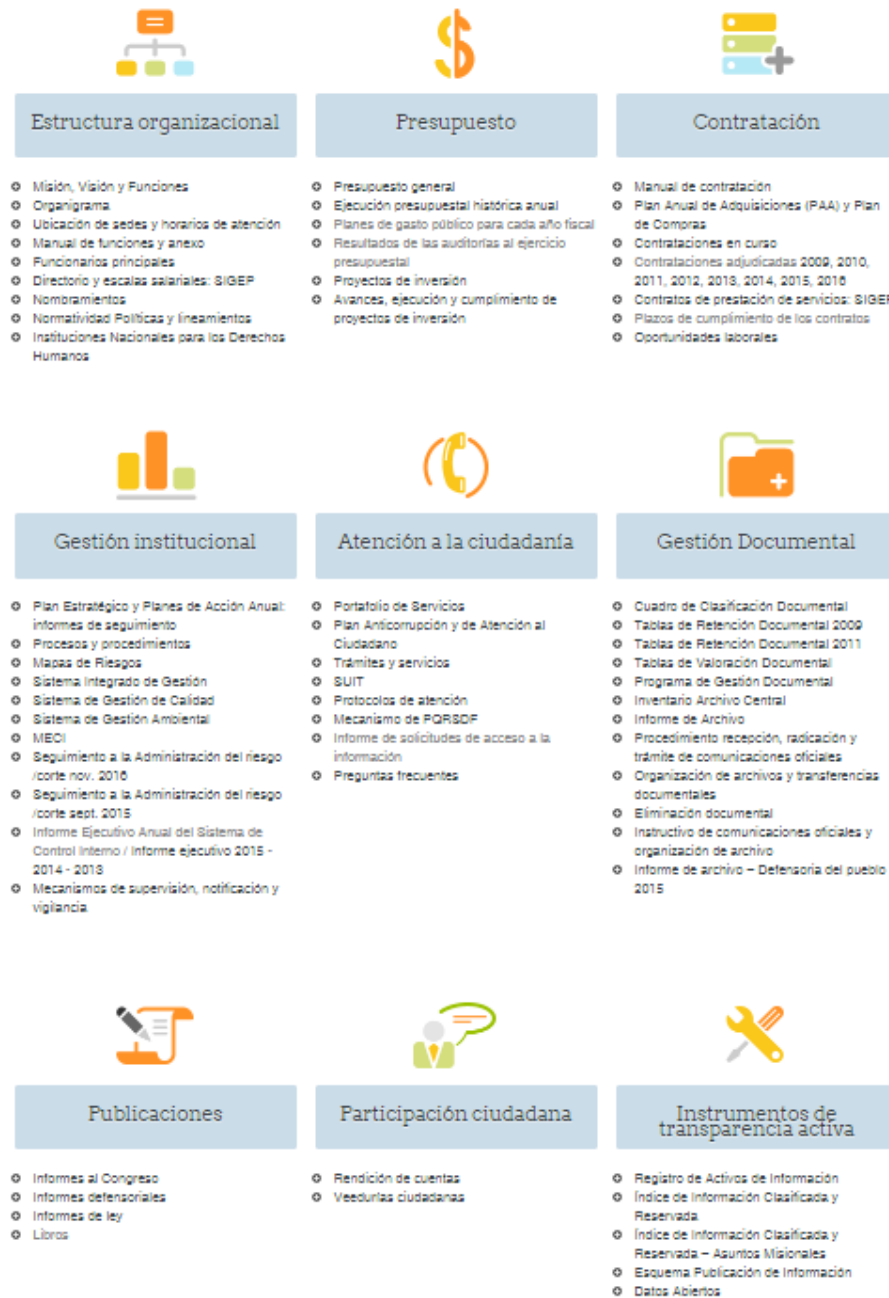 Estructura organizacional
Misión, Visión y Funciones
Organigrama
Ubicación de sedes y horarios de atención
Manual de funciones y anexo
Funcionarios principales
Directorio y escalas salariales: SIGEP
Nombramientos
Normatividad Políticas y lineamientos
Instituciones Nacionales para los Derechos
Humanos
Presupuesto
Presupuesto general
Ejecución presupuestal histórica anual
Planes de gasto público para cada año fiscal
Resultados de las auditorías al ejercicio
presupuestal
Proyectos de inversión
Avances, ejecución y cumplimiento de
proyectos de inversión
Contratación
Manual de contratación
Plan Anual de Adquisiciones (PAA) y Plan
de Compras
Contrataciones en curso
Contrataciones adjudicadas 2009, 2010,
2011, 2012, 2013, 2014, 2015, 2016
Contratos de prestación de servicios: SIGEP
Plazos de cumplimiento de los contratos
Oportunidades laborales
Gestión institucional
Plan Estratégico y Planes de Acción Anual:
informes de seguimiento
Procesos y procedimientos
Mapas de Riesgos
Sistema Integrado de Gestión
Sistema de Gestión de Calidad
Sistema de Gestión Ambiental
MECI
Seguimiento a la Administración del riesgo
/corte nov. 2016
Seguimiento a la Administración del riesgo
/corte sept. 2015
Informe Ejecutivo Anual del Sistema de
Control Interno / Informe ejecutivo 2015 -
2014 - 2013
Mecanismos de supervisión, notificación y
vigilancia
Atención a la ciudadanía
Portafolio de Servicios
Plan Anticorrupción y de Atención al
Ciudadano
Trámites y servicios
SUIT
Protocolos de atención
Mecanismo de PQRSDF
Informe de solicitudes de acceso a la
información
Preguntas frecuentes
Gestión Documental
Cuadro de Clasificación Documental
Tablas de Retención Documental 2009
Tablas de Retención Documental 2011
Tablas de Valoración Documental
Programa de Gestión Documental
Inventario Archivo Central
Informe de Archivo
Procedimiento recepción, radicación y
trámite de comunicaciones oficiales
Organización de archivos y transferencias
documentales
Eliminación documental
Instructivo de comunicaciones oficiales y
organización de archivo
Informe de archivo – Defensoría del pueblo
2015
Publicaciones
Informes al Congreso
Informes defensoriales
Informes de ley
Libros
Participación ciudadana
Rendición de cuentas
Veedurías ciudadanas
Instrumentos de
transparencia activa
Registro de Activos de Información
Índice de Información Clasificada y
Reservada
Índice de Información Clasificada y
Reservada – Asuntos Misionales
Esquema Publicación de Información
Datos Abiertos